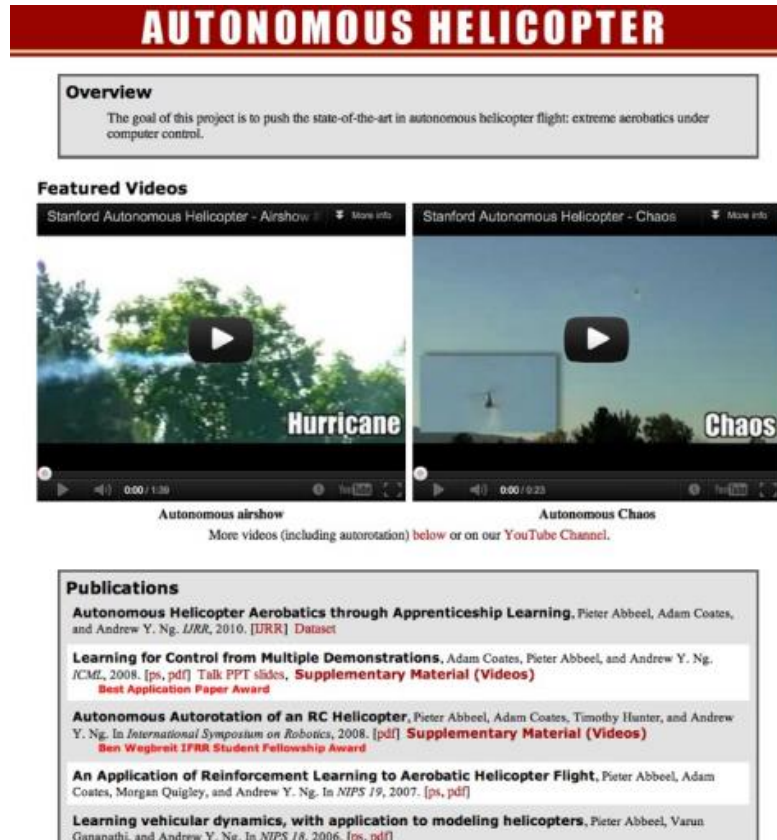 AUTONOMOUS HELICOPTER
Overview
The goal of this project is to push the state-of-the-art in autonomous helicopter flight: extreme aerobatics under
computer control.
Featured Videos
Stanford Autonomous Helicopter - Airshow
More info
Stanford Autonomous Helicopter - Chaos
More info
Hurricane
Chaos
0:00 / 1:39
YouTube
0:00 / 0:23
YouTube
Autonomous airshow
Autonomous Chaos
More videos (including autorotation) below or on our YouTube Channel.
Publications
Autonomous Helicopter Aerobatics through Apprenticeship Learning, Pieter Abbeel, Adam Coates,
and Andrew Y. Ng. IJRR, 2010. [IJRR] Dataset
Learning for Control from Multiple Demonstrations, Adam Coates, Pieter Abbeel, and Andrew Y. Ng.
ICML, 2008. [ps, pdf] Talk PPT slides, Supplementary Material (Videos)
Best Application Paper Award
Autonomous Autorotation of an RC Helicopter, Pieter Abbeel, Adam Coates, Timothy Hunter, and Andrew
Y. Ng. In International Symposium on Robotics, 2008. [pdf] Supplementary Material (Videos)
Ben Wegbreit IFRR Student Fellowship Award
An Application of Reinforcement Learning to Aerobatic Helicopter Flight, Pieter Abbeel, Adam
Coates, Morgan Quigley, and Andrew Y. Ng. In NIPS 19, 2007. [ps, pdf]
Learning vehicular dynamics, with application to modeling helicopters, Pieter Abbeel, Varun
Ganapathi, and Andrew Y. Ng. In NIPS 18, 2006. [ps, pdf]